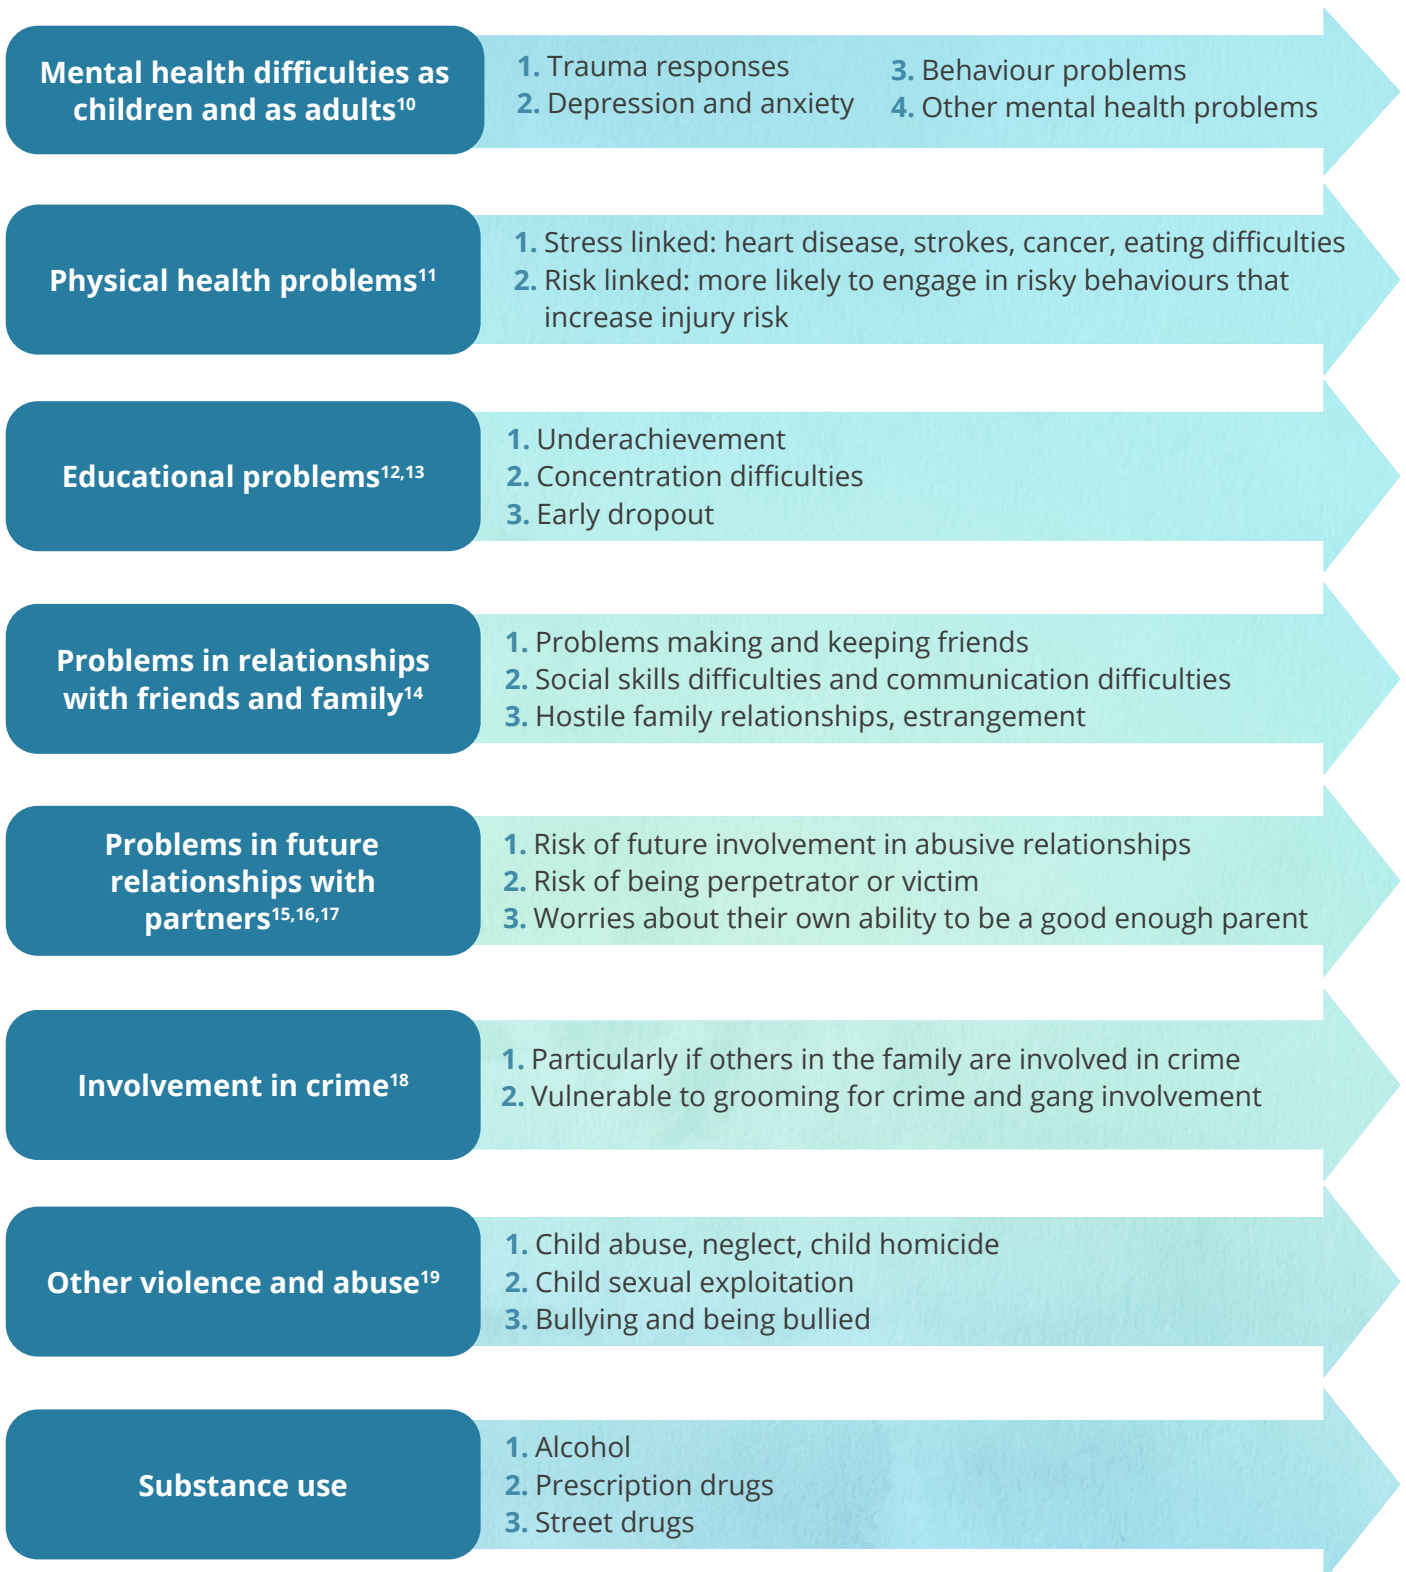 Mental health difficulties as
children and as adults10
1. Trauma responses
2. Depression and anxiety
3. Behaviour problems
4. Other mental health problems
Physical health problems11
1. Stress linked: heart disease, strokes, cancer, eating difficulties
2. Risk linked: more likely to engage in risky behaviours that
increase injury risk
Educational problems12,13
1. Underachievement
2. Concentration difficulties
3. Early dropout
Problems in relationships
with friends and family14
1. Problems making and keeping friends
2. Social skills difficulties and communication difficulties
3. Hostile family relationships, estrangement
Problems in future
relationships with
partners15,16,17
1. Risk of future involvement in abusive relationships
2. Risk of being perpetrator or victim
3. Worries about their own ability to be a good enough parent
Involvement in crime18
1. Particularly if others in the family are involved in crime
2. Vulnerable to grooming for crime and gang involvement
Other violence and abuse19
1. Child abuse, neglect, child homicide
2. Child sexual exploitation
3. Bullying and being bullied
Substance use
1. Alcohol
2. Prescription drugs
3. Street drugs